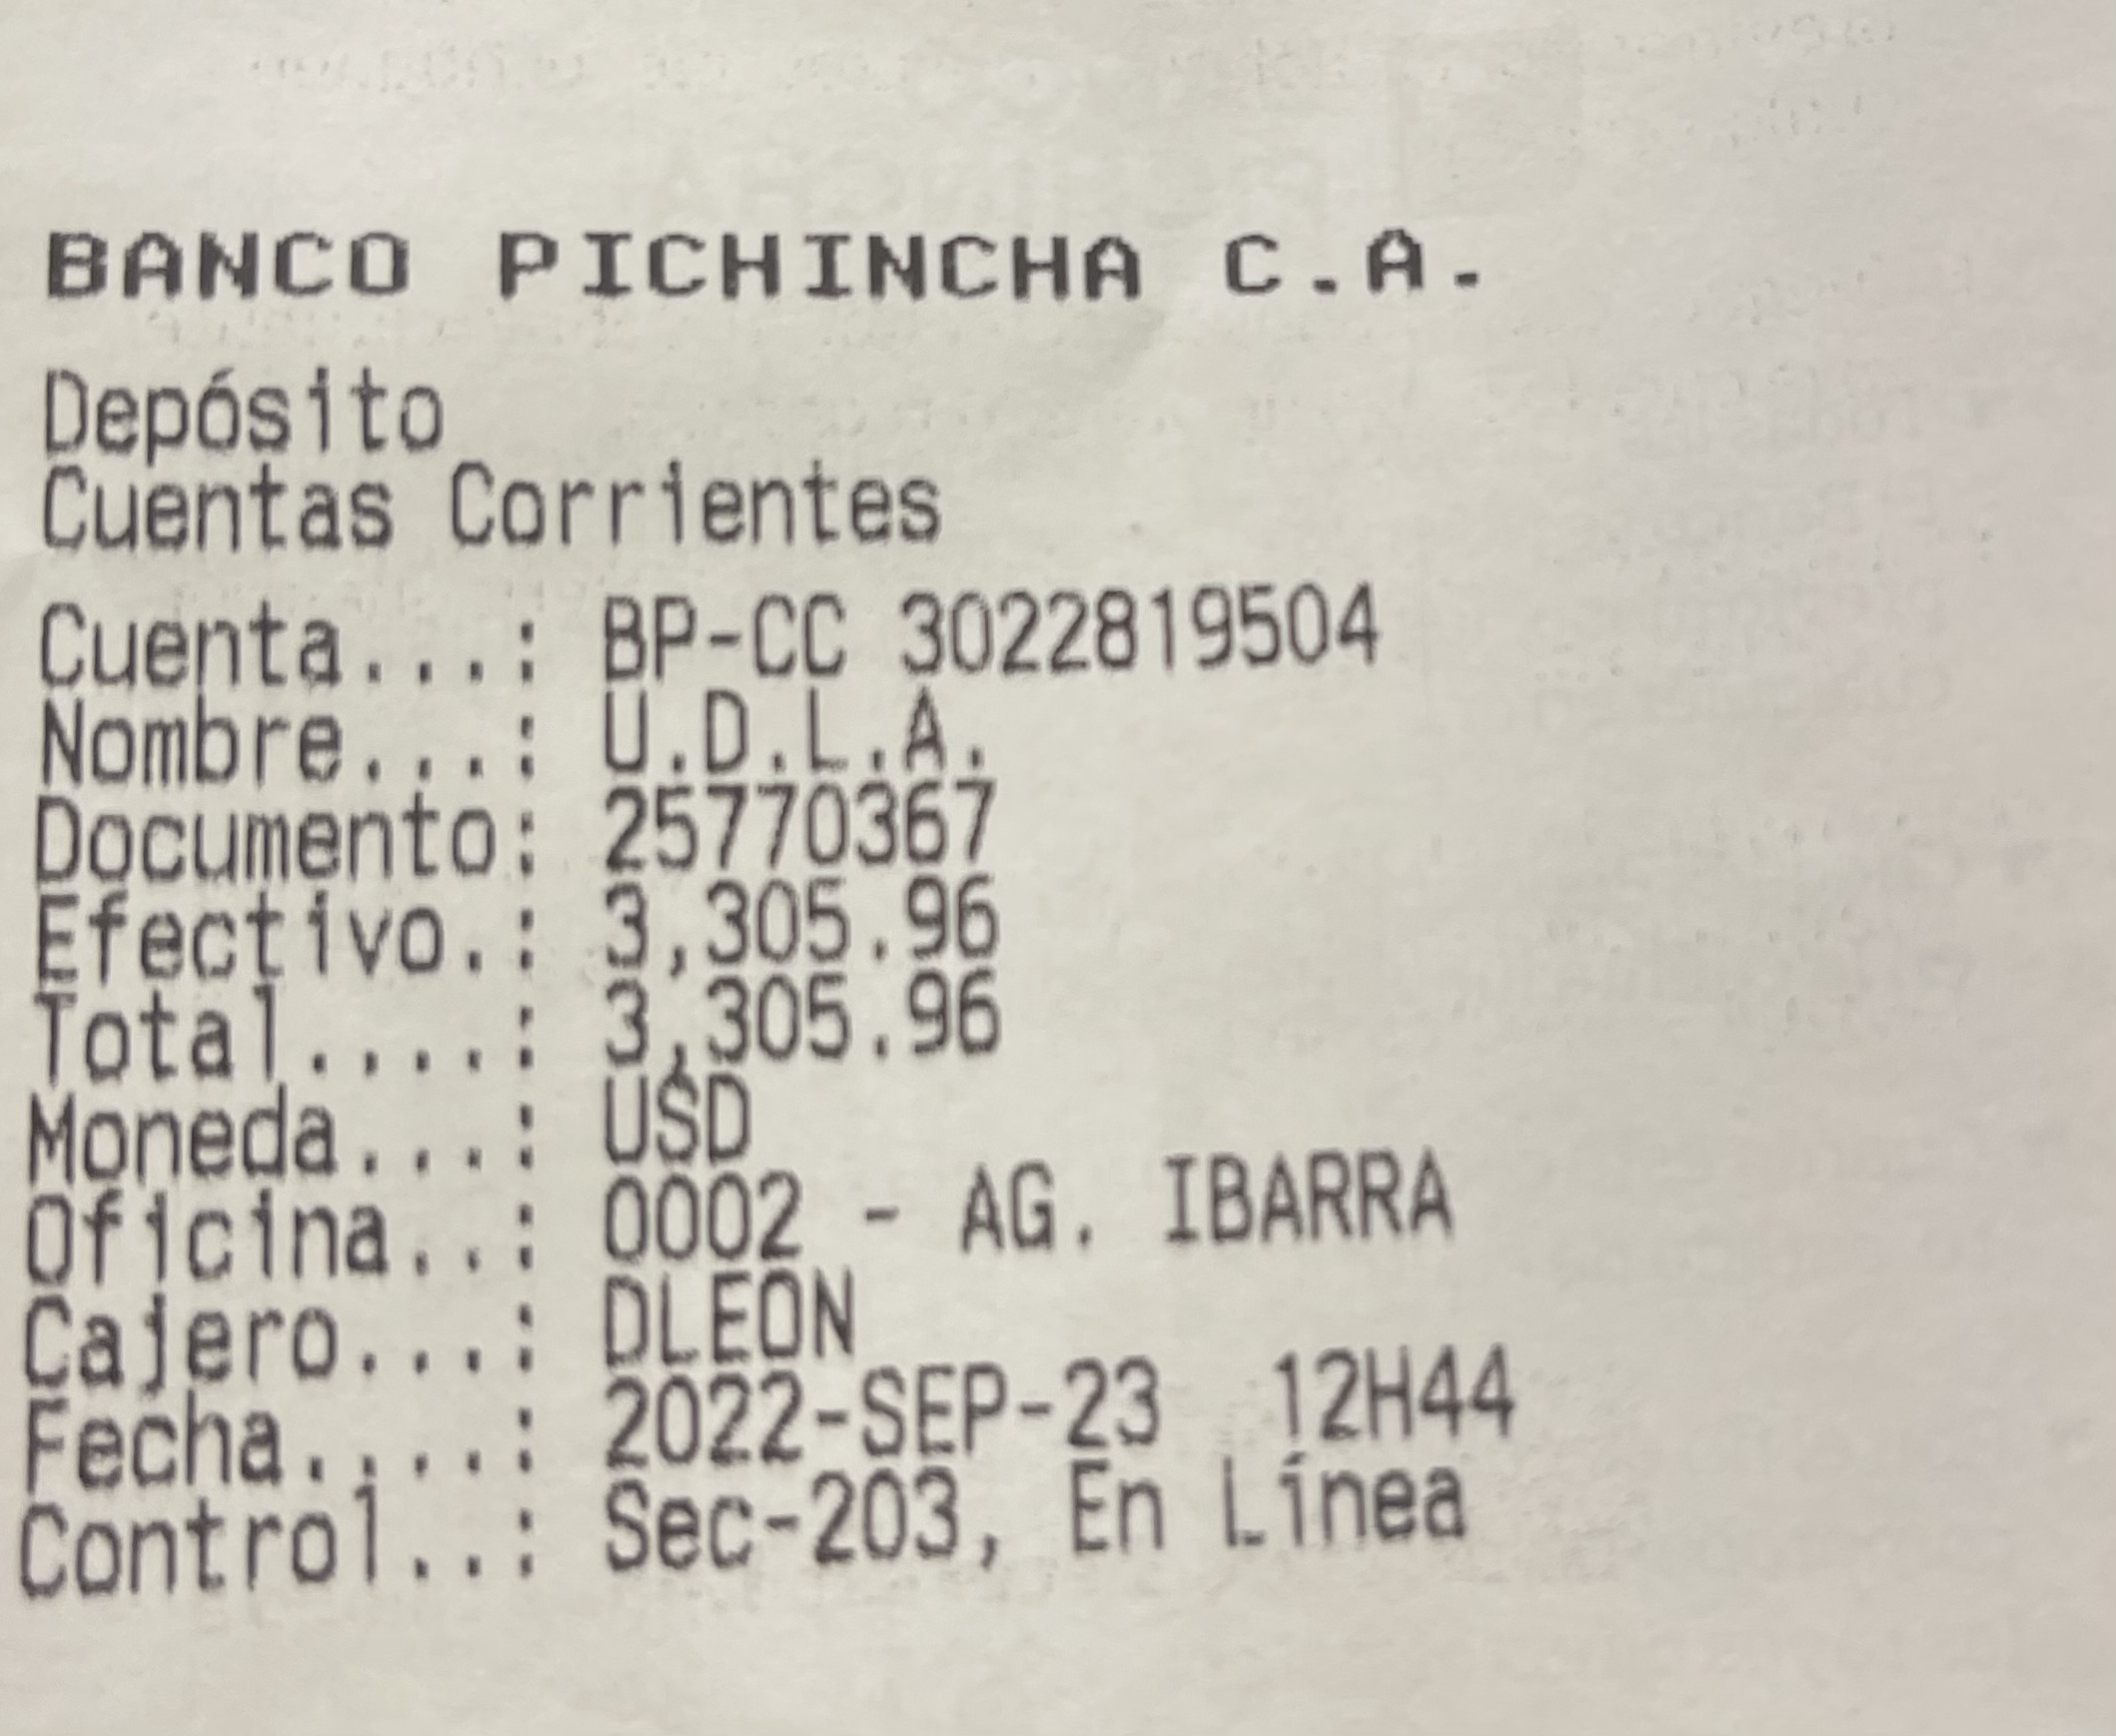 BANCO PICHINCHA C.A.
Depósito
Cuentas Corrientes
Cuenta...: BP-CC 3022819504
Nombre...: U.D.L.A.
Documento: 25770367
Efectivo.: 3,305.96
Total....: 3,305.96
Moneda...: USD
Oficina..: 0002 - AG. IBARRA
Cajero...: DLEON
Fecha....: 2022-SEP-23  12H44
Control..: Sec-203, En Línea